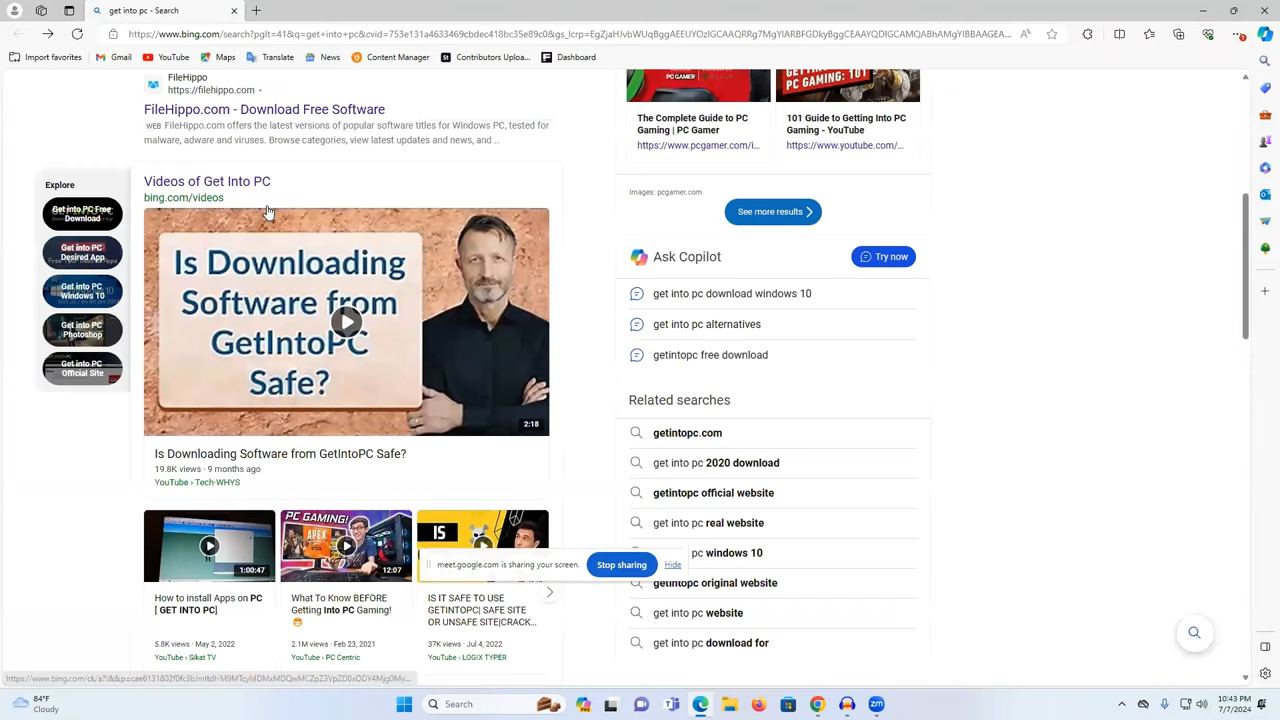 get into pc - Search
https://www.bing.com/search?pglt=41&q=get+into+pc&cvid=753e131a4633469cbdec418bc35e89c0&gs_lcrp=EgZjaHJvbWUqBggAEEUYOzIGCAAQRRg7MgYIARBFGDkyBggCEAAYQDIGCAMQABhAMgYIBBAAGEA...
Import favorites
YouTube
Maps
Translate
News
Content Manager
Contributors Uploa...
Dashboard
FileHippo
https://filehippo.com
FileHippo.com - Download Free Software
WEB FileHippo.com offers the latest versions of popular software titles for Windows PC, tested for
malware, adware and viruses. Browse categories, view latest updates and news, and ...
Explore
Get into PC Free
Download
Get into PC
Desired App
Get into PC
Windows 10
Get into PC
Photoshop
Get into PC
Official Site
Videos of Get Into PC
bing.com/videos
Is Downloading
Software from
GetIntoPC
Safe?
2:18
Is Downloading Software from GetIntoPC Safe?
19.8K views · 9 months ago
YouTube › Tech-WHYS
1:00:47
How to install Apps on PC
[ GET INTO PC]
5.8K views · May 2, 2022
YouTube › Sikat TV
PC GAMING!
APEX
12:07
What To Know BEFORE
Getting Into PC Gaming!
2.1M views · Feb 23, 2021
YouTube › PC Centric
IS
IS IT SAFE TO USE
GETINTOPC| SAFE SITE
OR UNSAFE SITE|CRACK...
37K views · Jul 4, 2022
YouTube › LOGIX TYPER
PC GAMER
The Complete Guide to PC
Gaming | PC Gamer
https://www.pcgamer.com/i...
PC GAMING: 101
101 Guide to Getting Into PC
Gaming - YouTube
https://www.youtube.com/...
Images: pcgamer.com
See more results
Ask Copilot
Try now
get into pc download windows 10
get into pc alternatives
getintopc free download
Related searches
getintopc.com
get into pc 2020 download
getintopc official website
get into pc real website
pc windows 10
getintopc original website
get into pc website
get into pc download for
meet.google.com is sharing your screen.
Stop sharing
Hide
84°F
Cloudy
Search
zm
10:43 PM
7/7/2024